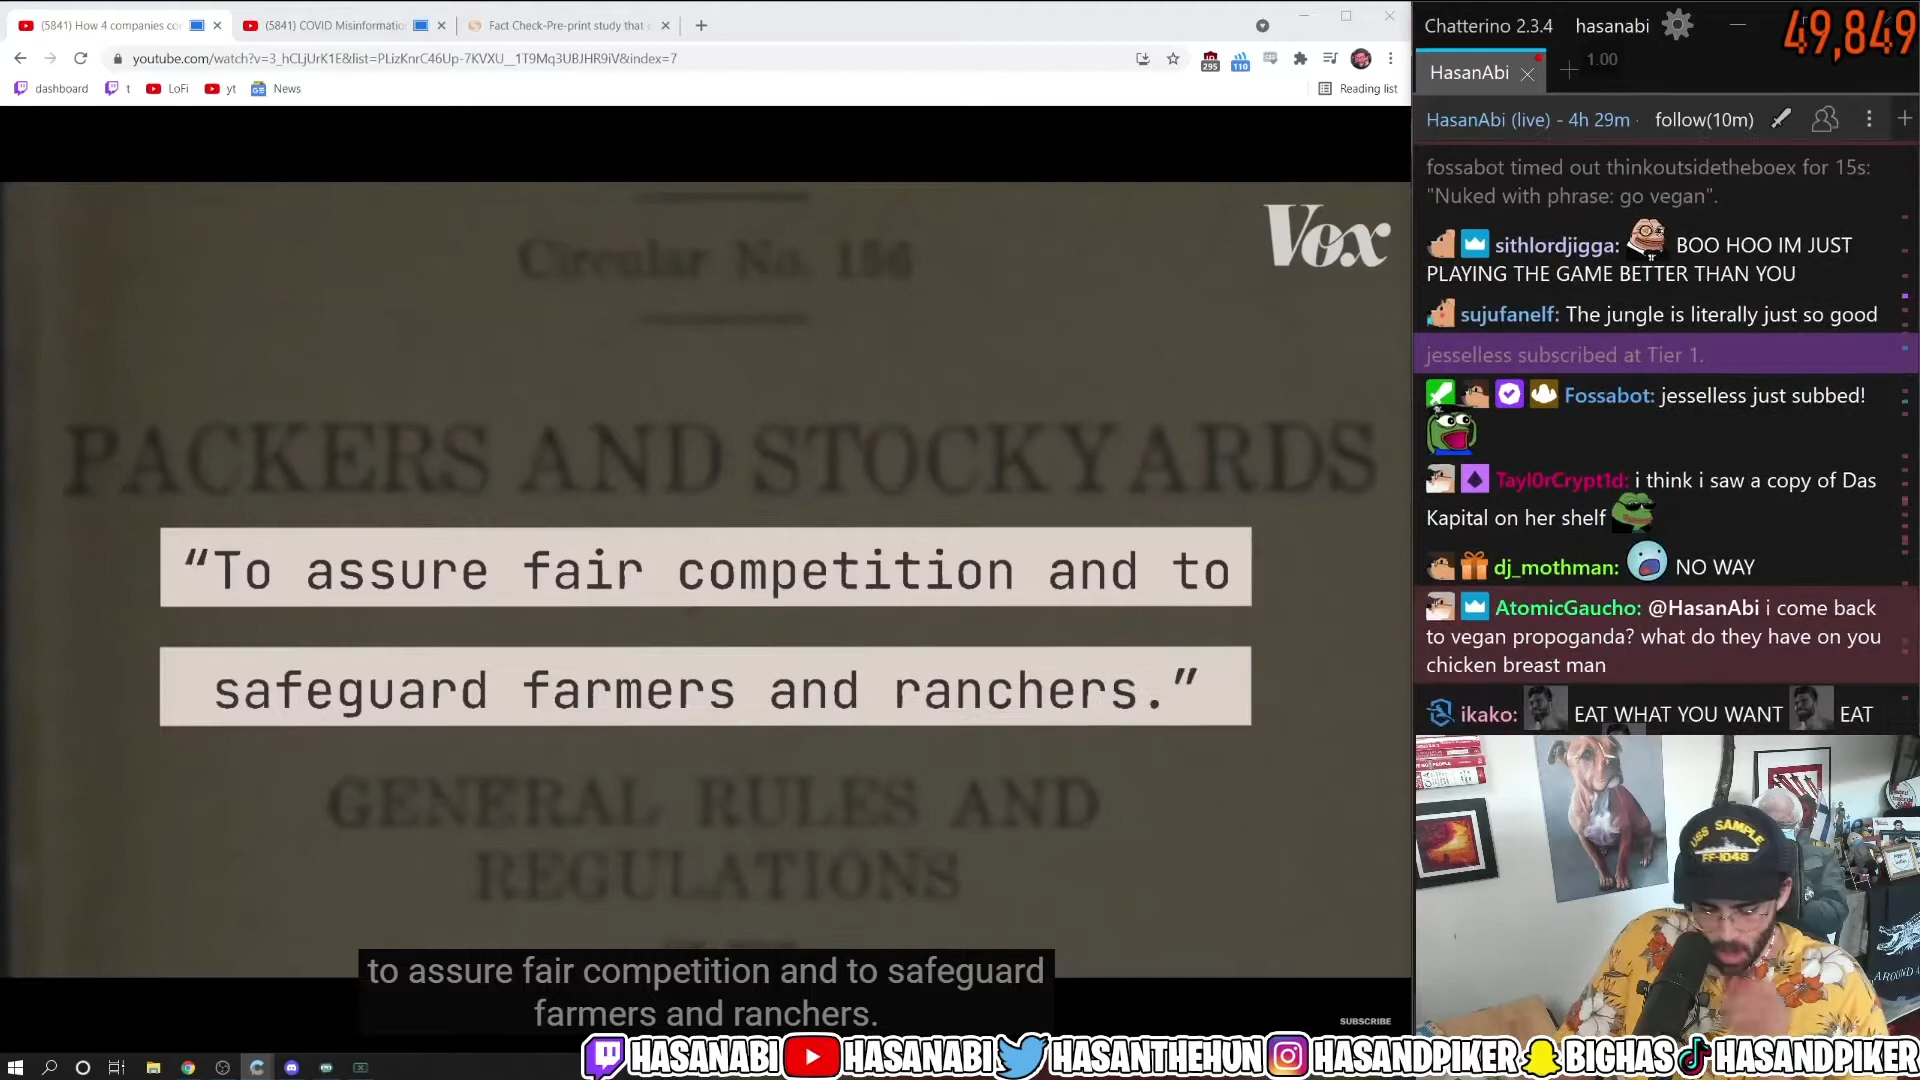 (5841) How 4 companies co
(5841) COVID Misinformatio
Fact Check-Pre-print study that c
youtube.com/watch?v=3_hCLjUrK1E&list=PLizKnrC46Up-7KVXU__1T9Mq3UBJHR9iV&index=7
295
110
dashboard
t
LoFi
yt
News
Reading list
Vox
Circular No. 156
PACKERS AND STOCKYARDS
“To assure fair competition and to
safeguard farmers and ranchers.”
GENERAL RULES AND
REGULATIONS
to assure fair competition and to safeguard
farmers and ranchers.
SUBSCRIBE
Chatterino 2.3.4
hasanabi
49,849
HasanAbi
1.00
HasanAbi (live) - 4h 29m ·
follow(10m)
fossabot timed out thinkoutsidetheboex for 15s:
"Nuked with phrase: go vegan".
sithlordjigga: BOO HOO IM JUST
PLAYING THE GAME BETTER THAN YOU
sujufanelf: The jungle is literally just so good
jesselless subscribed at Tier 1.
Fossabot: jesselless just subbed!
Tayl0rCrypt1d: i think i saw a copy of Das
Kapital on her shelf
dj_mothman: NO WAY
AtomicGaucho: @HasanAbi i come back
to vegan propoganda? what do they have on you
chicken breast man
ikako: EAT WHAT YOU WANT EAT
USS SAMPLE
FF-1048
AROUND A
HASANABI
HASANABI
HASANTHEHUN
HASANDPIKER
BIGHAS
HASANDPIKER